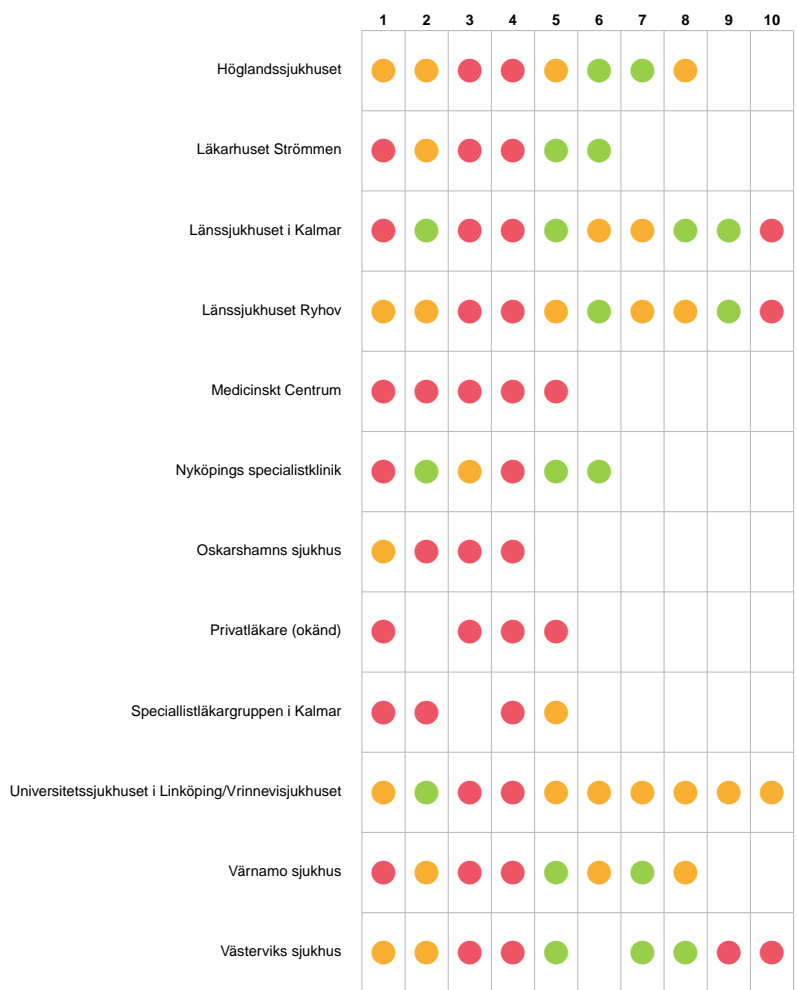 1 2 3 4 5 6 7 8 9 10
Höglandssjukhuset
Läkarhuset Strömmen
Länssjukhuset i Kalmar
Länssjukhuset Ryhov
Medicinskt Centrum
Nyköpings specialistklinik
Oskarshamns sjukhus
Privatläkare (okänd)
Speciallistläkargruppen i Kalmar
Universitetssjukhuset i Linköping/Vrinnevisjukhuset
Värnamo sjukhus
Västerviks sjukhus